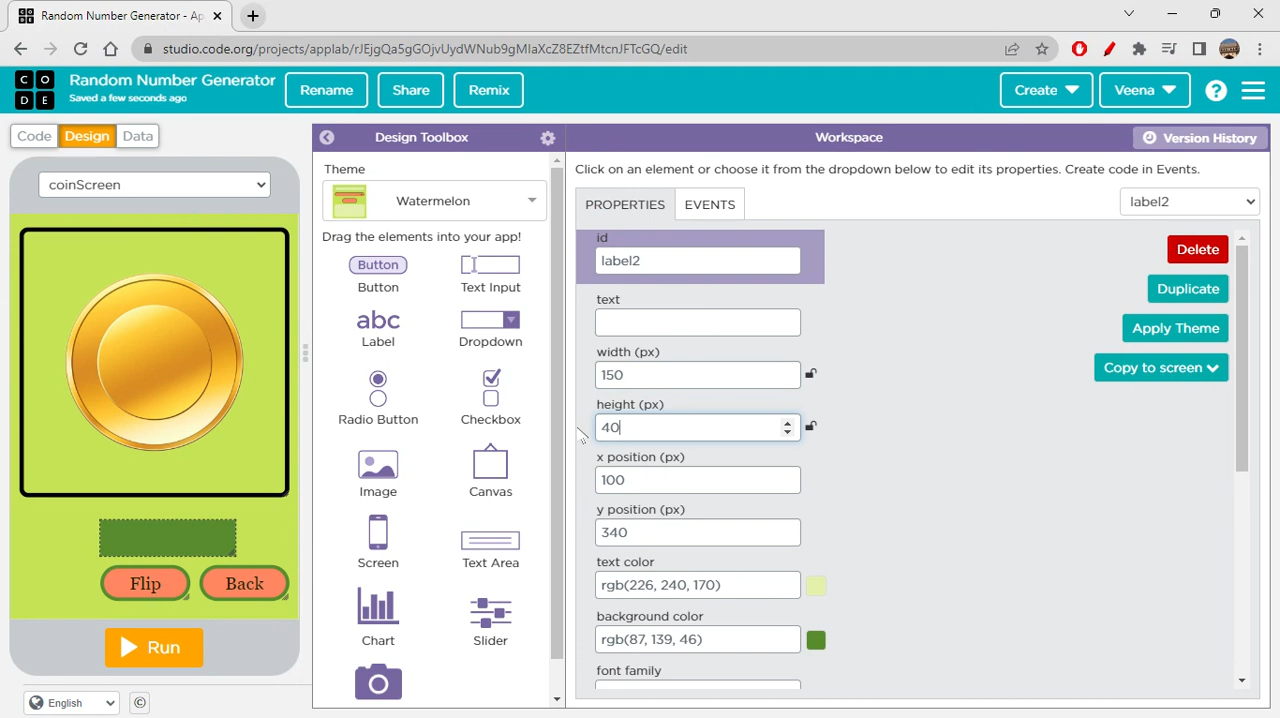 Random Number Generator - Ap
studio.code.org/projects/applab/rJEjgQa5gGOjvUydWNub9gMIaXcZ8EZtfMtcnJFTcGQ/edit
C O D E
Random Number Generator
Saved a few seconds ago
Rename
Share
Remix
Create
Veena
?
Code
Design
Data
Design Toolbox
Workspace
Version History
coinScreen
Theme
Watermelon
Drag the elements into your app!
Button
Button
Text Input
abc
Label
Dropdown
Radio Button
Checkbox
Image
Canvas
Screen
Text Area
Chart
Slider
Click on an element or choose it from the dropdown below to edit its properties. Create code in Events.
PROPERTIES
EVENTS
label2
id
label2
text
width (px)
150
height (px)
40
x position (px)
100
y position (px)
340
text color
rgb(226, 240, 170)
background color
rgb(87, 139, 46)
font family
Delete
Duplicate
Apply Theme
Copy to screen
Flip
Back
Run
English
©